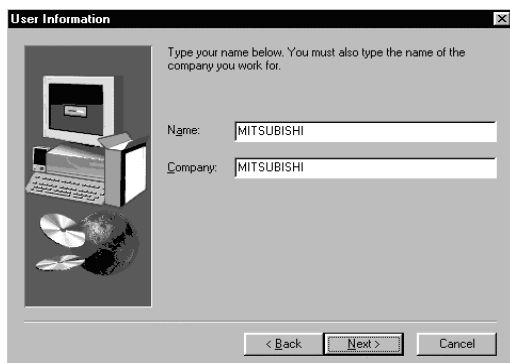 User Information
Type your name below. You must also type the name of the
company you work for.
Name: MITSUBISHI
Company: MITSUBISHI
< Back Next > Cancel